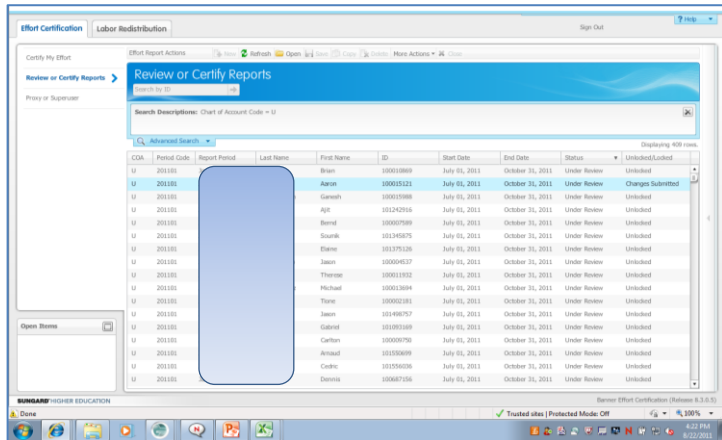 ? Help
Effort Certification Labor Redistribution Sign Out
Certify My Effort
Review or Certify Reports
Proxy or Superuser
Effort Report Actions New Refresh Open Save Copy Delete More Actions Close
Review or Certify Reports
Search by ID
Search Descriptions: Chart of Account Code = U
Advanced Search
Displaying 409 rows.
COA Period Code Report Period Last Name First Name ID Start Date End Date Status Unlocked/Locked
U 201101 Brian 100010869 July 01, 2011 October 31, 2011 Under Review Unlocked
U 201101 Aaron 100015121 July 01, 2011 October 31, 2011 Under Review Changes Submitted
U 201101 Ganesh 100015988 July 01, 2011 October 31, 2011 Under Review Unlocked
U 201101 Ajit 101242916 July 01, 2011 October 31, 2011 Under Review Unlocked
U 201101 Bernd 100007589 July 01, 2011 October 31, 2011 Under Review Unlocked
U 201101 Soumik 101345875 July 01, 2011 October 31, 2011 Under Review Unlocked
U 201101 Elaine 101375126 July 01, 2011 October 31, 2011 Under Review Unlocked
U 201101 Jason 100004537 July 01, 2011 October 31, 2011 Under Review Unlocked
U 201101 Therese 100011932 July 01, 2011 October 31, 2011 Under Review Unlocked
U 201101 Michael 100013694 July 01, 2011 October 31, 2011 Under Review Unlocked
U 201101 Tione 100002181 July 01, 2011 October 31, 2011 Under Review Unlocked
U 201101 Jason 101498757 July 01, 2011 October 31, 2011 Under Review Unlocked
U 201101 Gabriel 101093169 July 01, 2011 October 31, 2011 Under Review Unlocked
U 201101 Carlton 100009750 July 01, 2011 October 31, 2011 Under Review Unlocked
U 201101 Arnaud 101550695 July 01, 2011 October 31, 2011 Under Review Unlocked
U 201101 Cedric 101556036 July 01, 2011 October 31, 2011 Under Review Unlocked
U 201101 Dennis 100687156 July 01, 2011 October 31, 2011 Under Review Unlocked
Open Items
SUNGARD HIGHER EDUCATION Banner Effort Certification (Release 8.3.0.5)
Done Trusted sites | Protected Mode: Off 100%
4:22 PM
8/22/2011